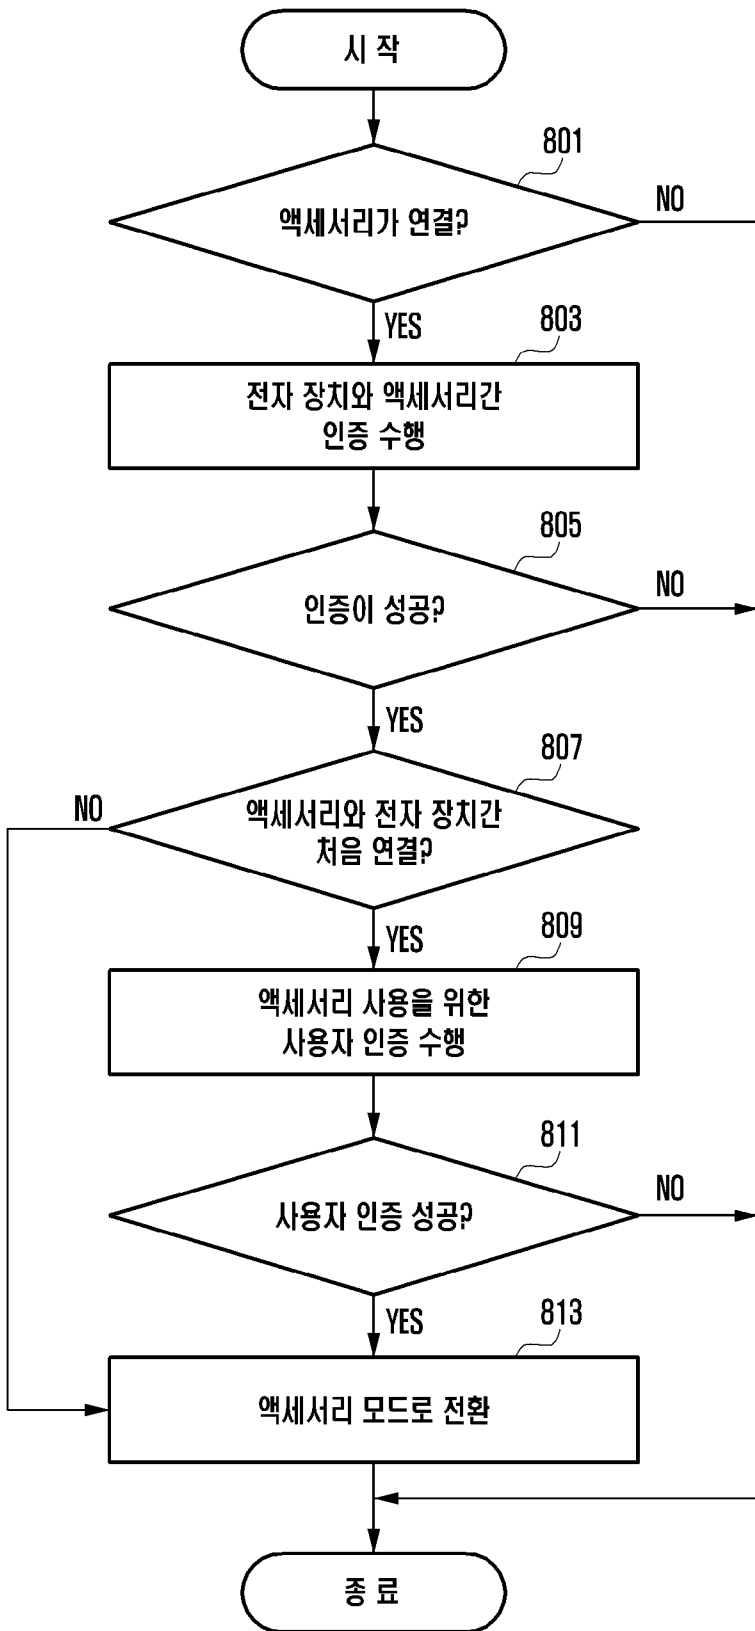 시 작
801
액세서리가 연결?
NO
YES
803
전자 장치와 액세서리간
인증 수행
805
인증이 성공?
NO
YES
807
NO
액세서리와 전자 장치간
처음 연결?
YES
809
액세서리 사용을 위한
사용자 인증 수행
811
사용자 인증 성공?
NO
YES
813
액세서리 모드로 전환
종 료